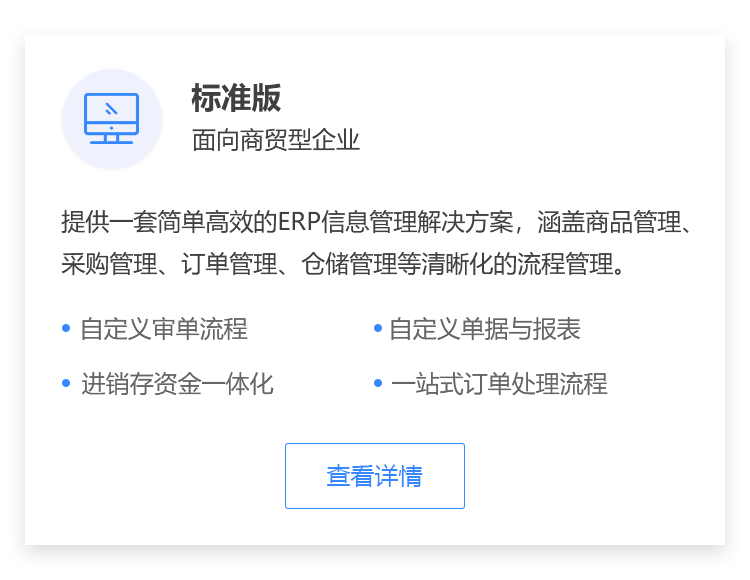 标准版
面向商贸型企业
提供一套简单高效的ERP信息管理解决方案，涵盖商品管理、
采购管理、订单管理、仓储管理等清晰化的流程管理。
• 自定义审单流程
• 自定义单据与报表
• 进销存资金一体化
• 一站式订单处理流程
查看详情